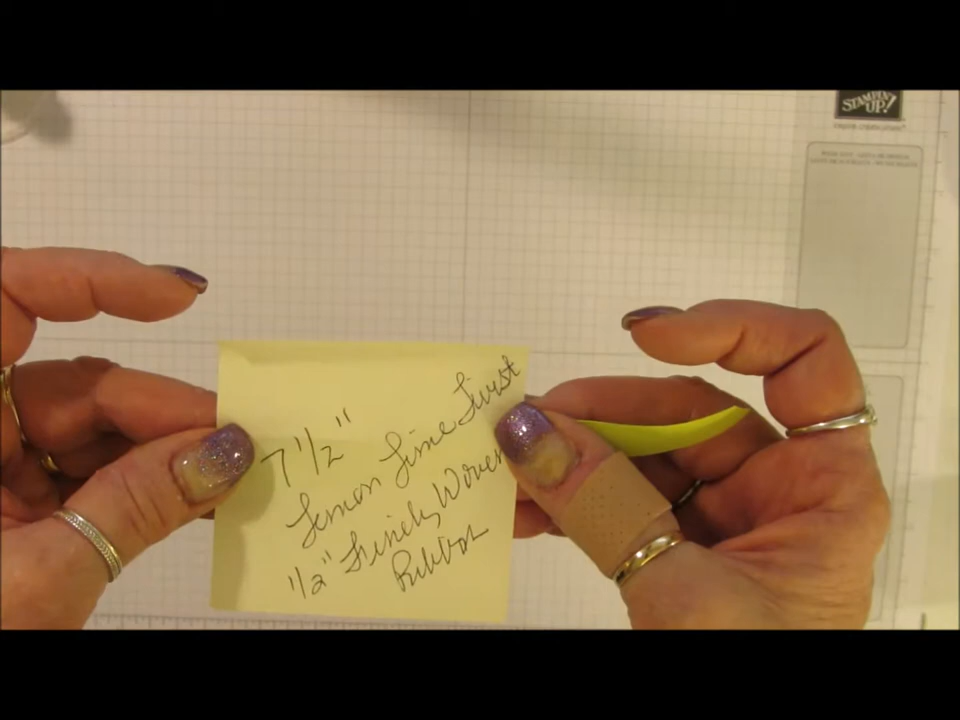 STAMPIN' UP!
7 1/2"
Lemon Lime Twist
1/2" Finely Woven
Ribbon